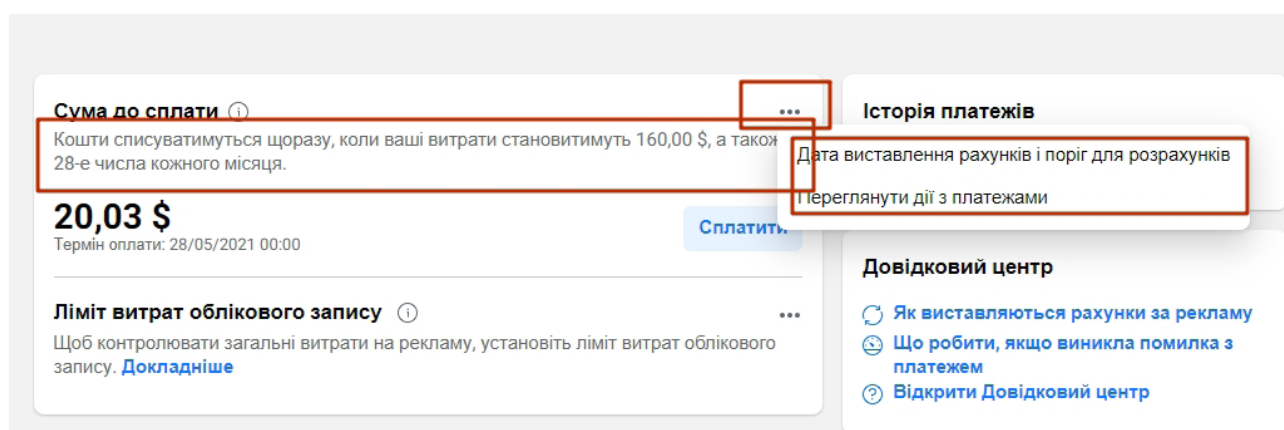 Сума до сплати
Кошти списуватимуться щоразу, коли ваші витрати становитимуть 160,00 $, а також
28-е числа кожного місяця.
20,03 $
Термін оплати: 28/05/2021 00:00
Сплатити
Ліміт витрат облікового запису
Щоб контролювати загальні витрати на рекламу, установіть ліміт витрат облікового
запису. Докладніше
Історія платежів
Дата виставлення рахунків і поріг для розрахунків
Переглянути дії з платежами
Довідковий центр
Як виставляються рахунки за рекламу
Що робити, якщо виникла помилка з
платежем
Відкрити Довідковий центр